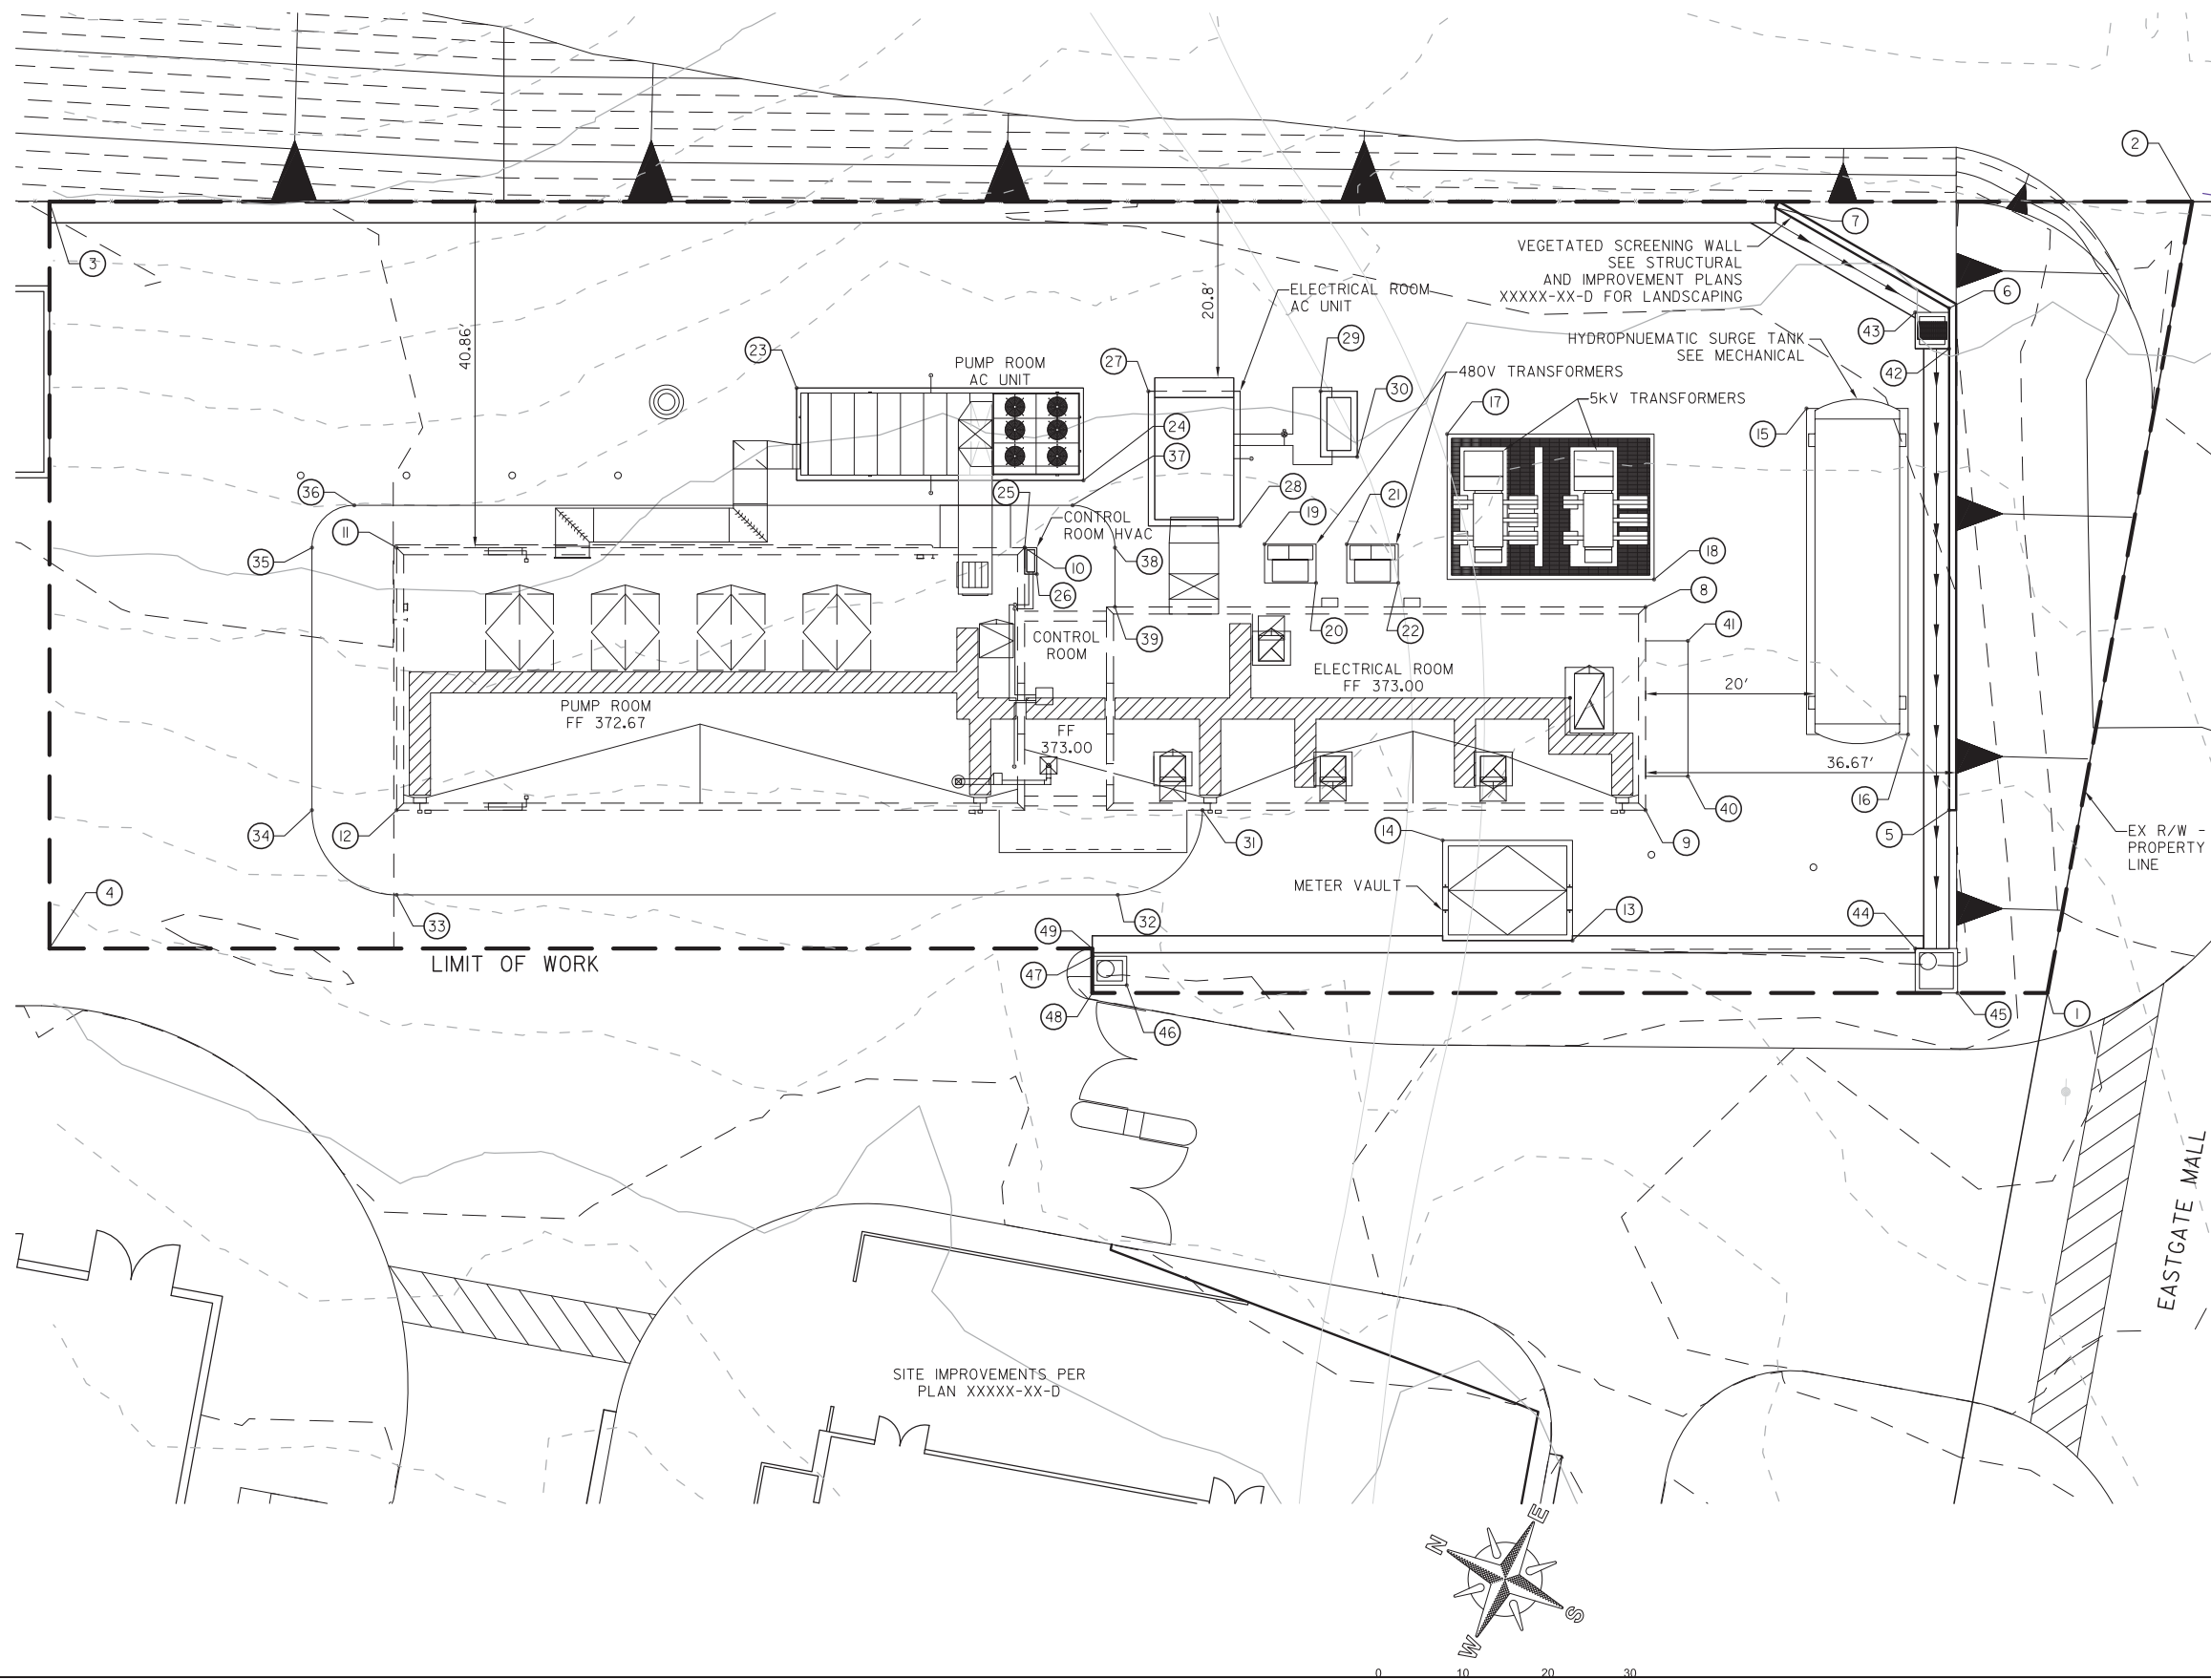 2
7
VEGETATED SCREENING WALL
SEE STRUCTURAL
AND IMPROVEMENT PLANS
XXXXX-XX-D FOR LANDSCAPING
3
6
40.86'
20.8'
ELECTRICAL ROOM
AC UNIT
43
HYDROPNUEMATIC SURGE TANK
SEE MECHANICAL
23
PUMP ROOM
AC UNIT
27
29
30
480V TRANSFORMERS
42
17
5kV TRANSFORMERS
15
24
37
36
25
28
21
19
CONTROL
ROOM HVAC
11
35
10
38
18
26
8
39
20
22
41
CONTROL
ROOM
ELECTRICAL ROOM
FF 373.00
20'
PUMP ROOM
FF 372.67
FF
373.00
36.67'
16
40
34
12
31
14
9
5
EX R/W -
PROPERTY
LINE
4
METER VAULT
33
32
13
44
49
LIMIT OF WORK
47
48
46
45
1
EASTGATE MALL
SITE IMPROVEMENTS PER
PLAN XXXXX-XX-D
E
N
S
W
0 10 20 30